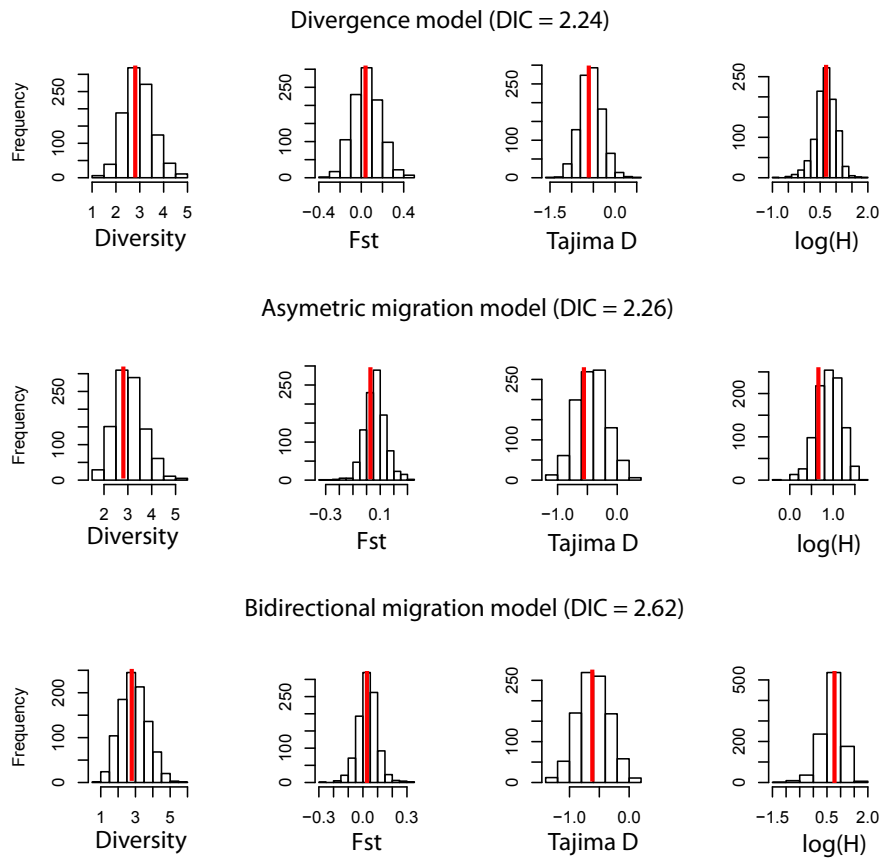 Divergence model (DIC = 2.24)
Frequency
0 100 250
1 2 3 4 5
Diversity
0 100 250
−0.4 0.0 0.4
Fst
0 100 250
−1.5 0.0
Tajima D
0 100 250
−1.0 0.5 2.0
log(H)
Asymetric migration model (DIC = 2.26)
Frequency
0 100 250
2 3 4 5
Diversity
0 100 250
−0.3 0.1
Fst
0 100 250
−1.0 0.0
Tajima D
0 100 200
0.0 1.0
log(H)
Bidirectional migration model (DIC = 2.62)
Frequency
0 100 200
1 3 5
Diversity
0 100 250
−0.3 0.0 0.3
Fst
0 100 250
−1.0 0.0
Tajima D
0 200 500
−1.5 0.5 2.0
log(H)